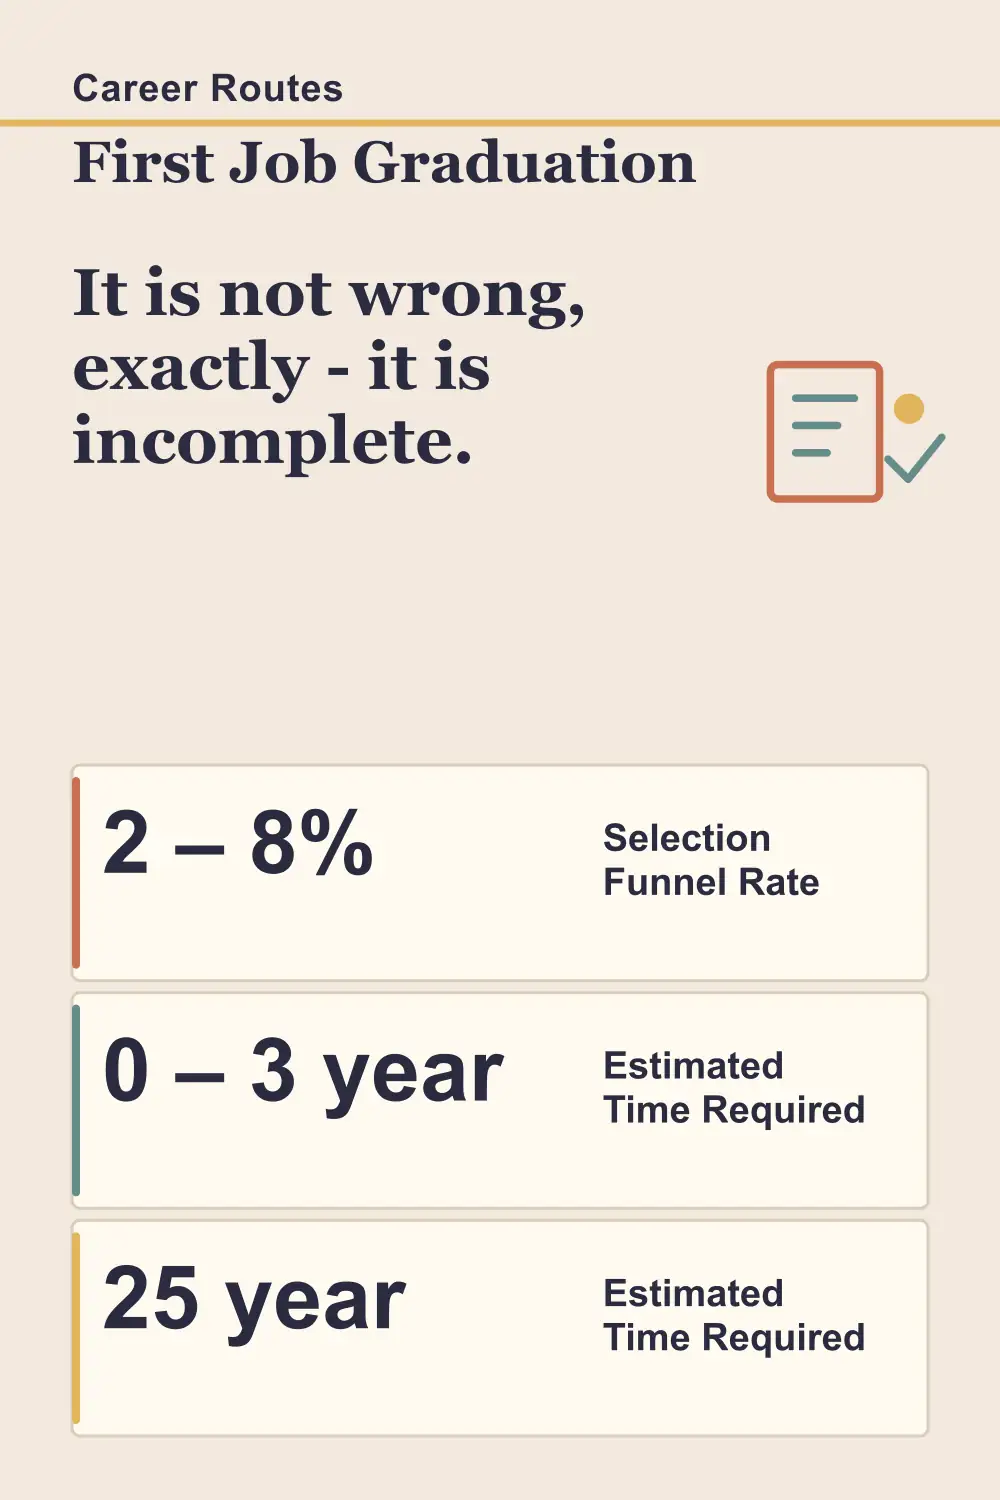 Career Routes
First Job Graduation
It is not wrong,
exactly - it is
incomplete.
2 – 8%
Selection
Funnel Rate
0 – 3 year
Estimated
Time Required
25 year
Estimated
Time Required